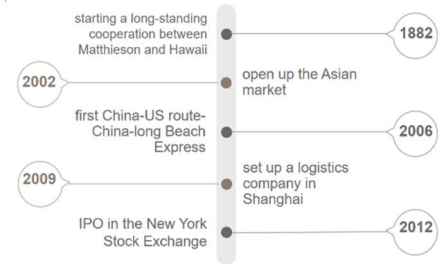 starting a long-standing
cooperation between
Matthieson and Hawaii
1882
2002
open up the Asian
market
first China-US route-
China-long Beach
Express
2006
2009
set up a logistics
company in
Shanghai
IPO in the New York
Stock Exchange
2012